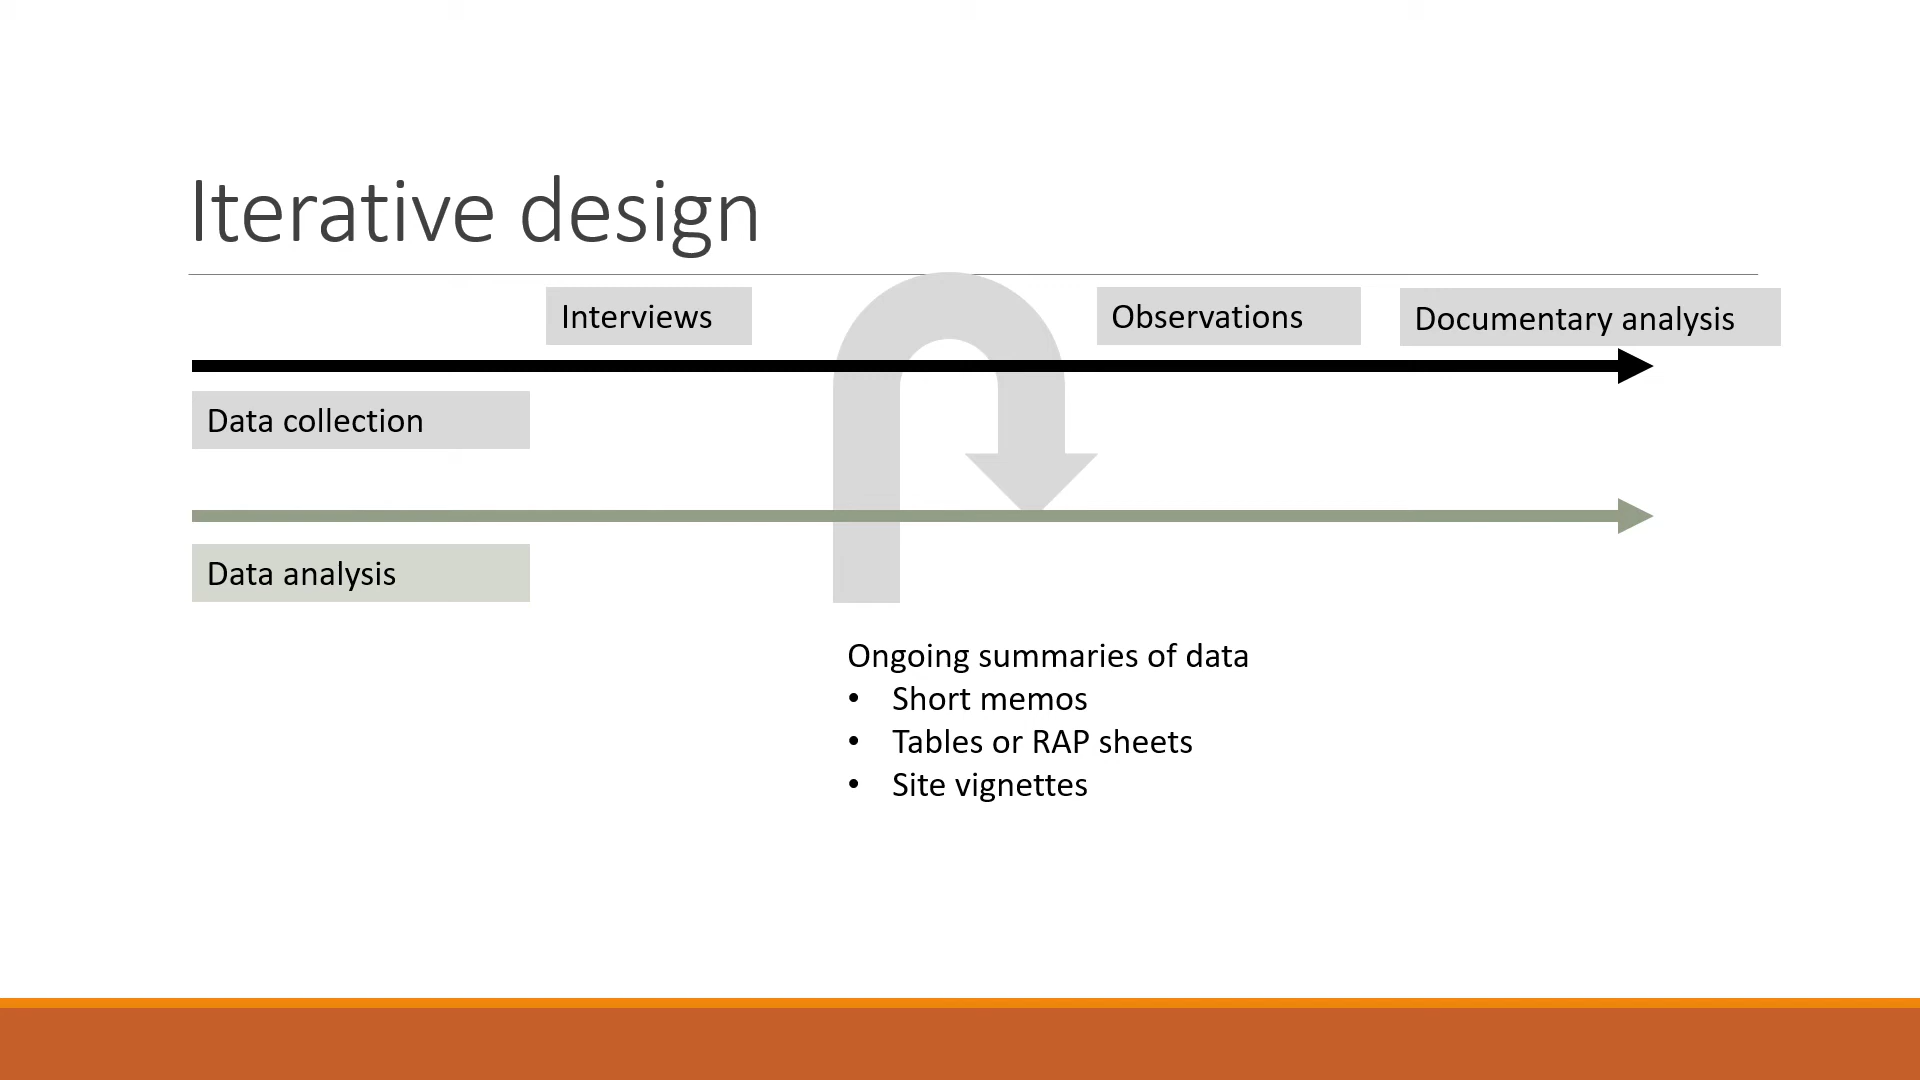 Iterative design
Interviews
Observations
Documentary analysis
Data collection
Data analysis
Ongoing summaries of data
• Short memos
• Tables or RAP sheets
• Site vignettes